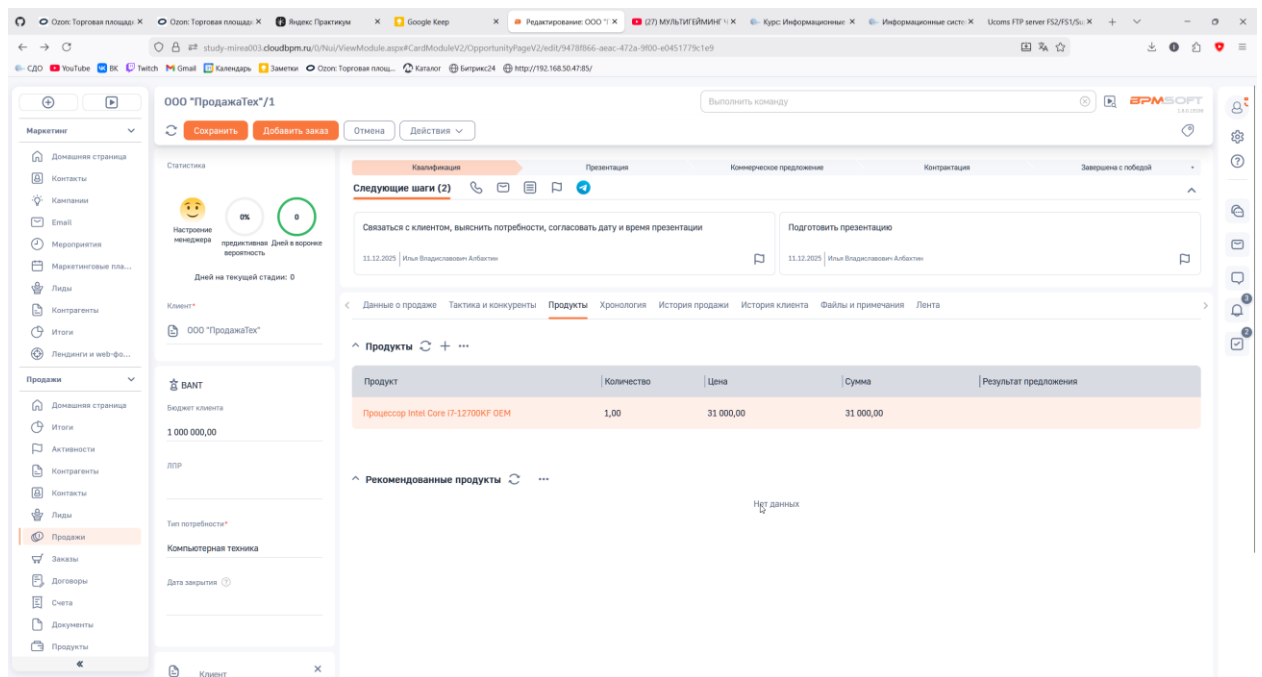 Ozon: Торговая площадк
Ozon: Торговая площадк
Яндекс Практикум
Google Keep
Редактирование: ООО "Г
(27) МУЛЬТИГЕЙМИНГ Ч
Курс: Информационные
Информационные систе
Ucoms FTP server FS2/FS1/Su
study-mirea003.cloudbpm.ru/0/Nui/ViewModule.aspx#CardModuleV2/OpportunityPageV2/edit/9478f866-aeac-472a-9f00-e0451779c1e9
СДО
YouTube
ВК
Twitch
Gmail
Календарь
Заметки
Ozon: Торговая площ...
Каталог
Битрикс24
http://192.168.50.47:85/
Маркетинг
Домашняя страница
Контакты
Кампании
Email
Мероприятия
Маркетинговые пла...
Лиды
Контрагенты
Итоги
Лендинги и web-фо...
Продажи
Домашняя страница
Итоги
Активности
Контрагенты
Контакты
Лиды
Продажи
Заказы
Договоры
Счета
Документы
Продукты
ООО "ПродажаТех"/1
Выполнить команду
BPMSOFT
Сохранить
Добавить заказ
Отмена
Действия
Статистика
Настроение менеджера
0%
предиктивная вероятность
0
Дней в воронке
Дней на текущей стадии: 0
Клиент*
ООО "ПродажаТех"
BANT
Бюджет клиента
1 000 000,00
ЛПР
Тип потребности*
Компьютерная техника
Дата закрытия
Клиент
Квалификация
Презентация
Коммерческое предложение
Контрактация
Завершена с победой
Следующие шаги (2)
Связаться с клиентом, выяснить потребности, согласовать дату и время презентации
11.12.2025 Илья Владиславович Албахтин
Подготовить презентацию
11.12.2025 Илья Владиславович Албахтин
Данные о продаже
Тактика и конкуренты
Продукты
Хронология
История продажи
История клиента
Файлы и примечания
Лента
Продукты
Продукт
Количество
Цена
Сумма
Результат предложения
Процессор Intel Core i7-12700KF OEM
1,00
31 000,00
31 000,00
Рекомендованные продукты
Нет данных
3
2